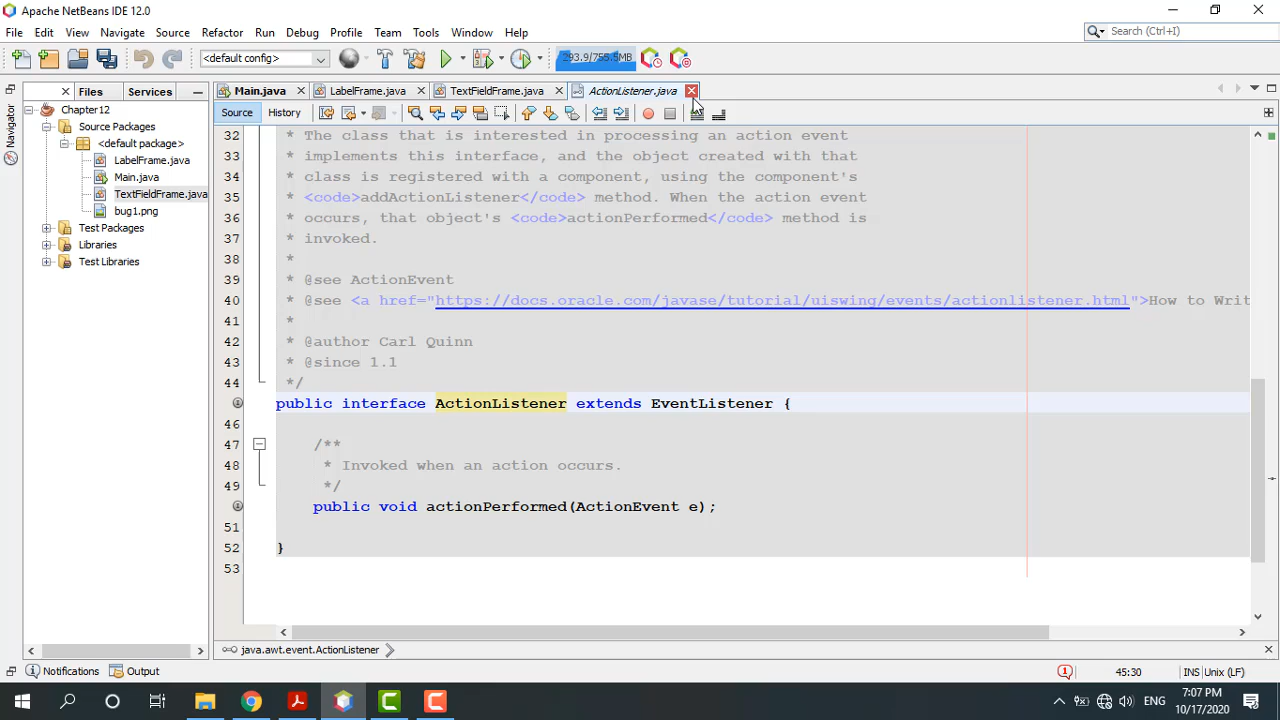 Apache NetBeans IDE 12.0
File Edit View Navigate Source Refactor Run Debug Profile Team Tools Window Help
Search (Ctrl+I)
<default config>
293.9/755.5MB
Files Services
Main.java LabelFrame.java TextFieldFrame.java ActionListener.java
Source History
Navigator
Chapter12
Source Packages
<default package>
LabelFrame.java
Main.java
TextFieldFrame.java
bug1.png
Test Packages
Libraries
Test Libraries
32 * The class that is interested in processing an action event
33 * implements this interface, and the object created with that
34 * class is registered with a component, using the component's
35 * <code>addActionListener</code> method. When the action event
36 * occurs, that object's <code>actionPerformed</code> method is
37 * invoked.
38 *
39 * @see ActionEvent
40 * @see <a href="https://docs.oracle.com/javase/tutorial/uiswing/events/actionlistener.html">How to Writ
41 *
42 * @author Carl Quinn
43 * @since 1.1
44 */
public interface ActionListener extends EventListener {
46
47 /**
48 * Invoked when an action occurs.
49 */
public void actionPerformed(ActionEvent e);
51
52 }
53
java.awt.event.ActionListener
Notifications Output
1 45:30 INS Unix (LF)
ENG 7:07 PM
10/17/2020